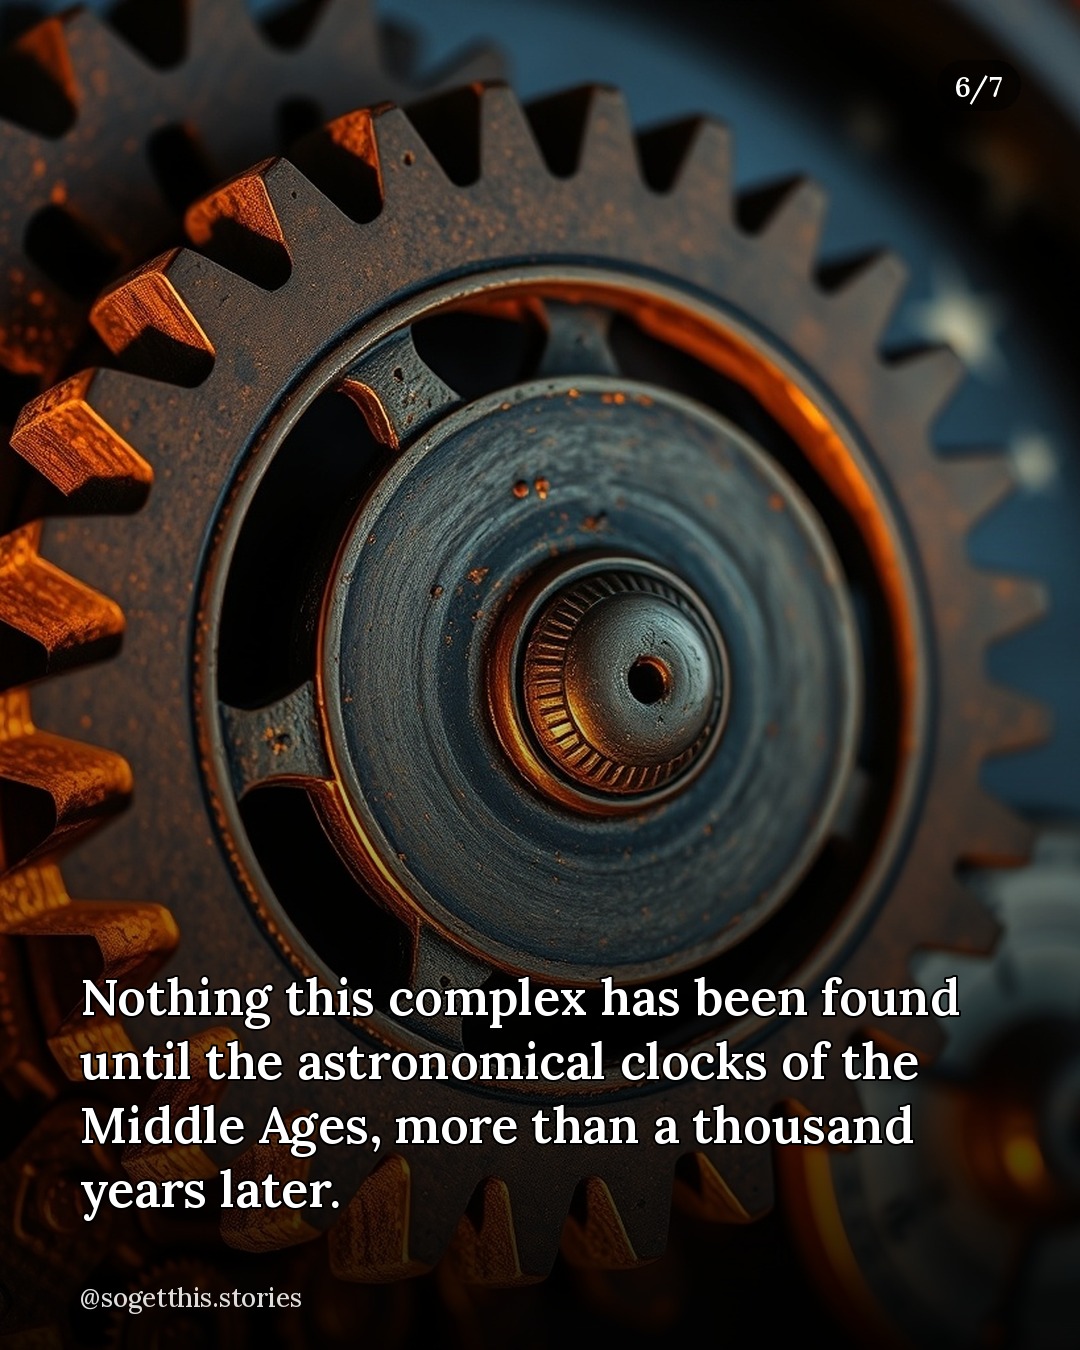 6/7
Nothing this complex has been found
until the astronomical clocks of the
Middle Ages, more than a thousand
years later.
@sogetthis.stories